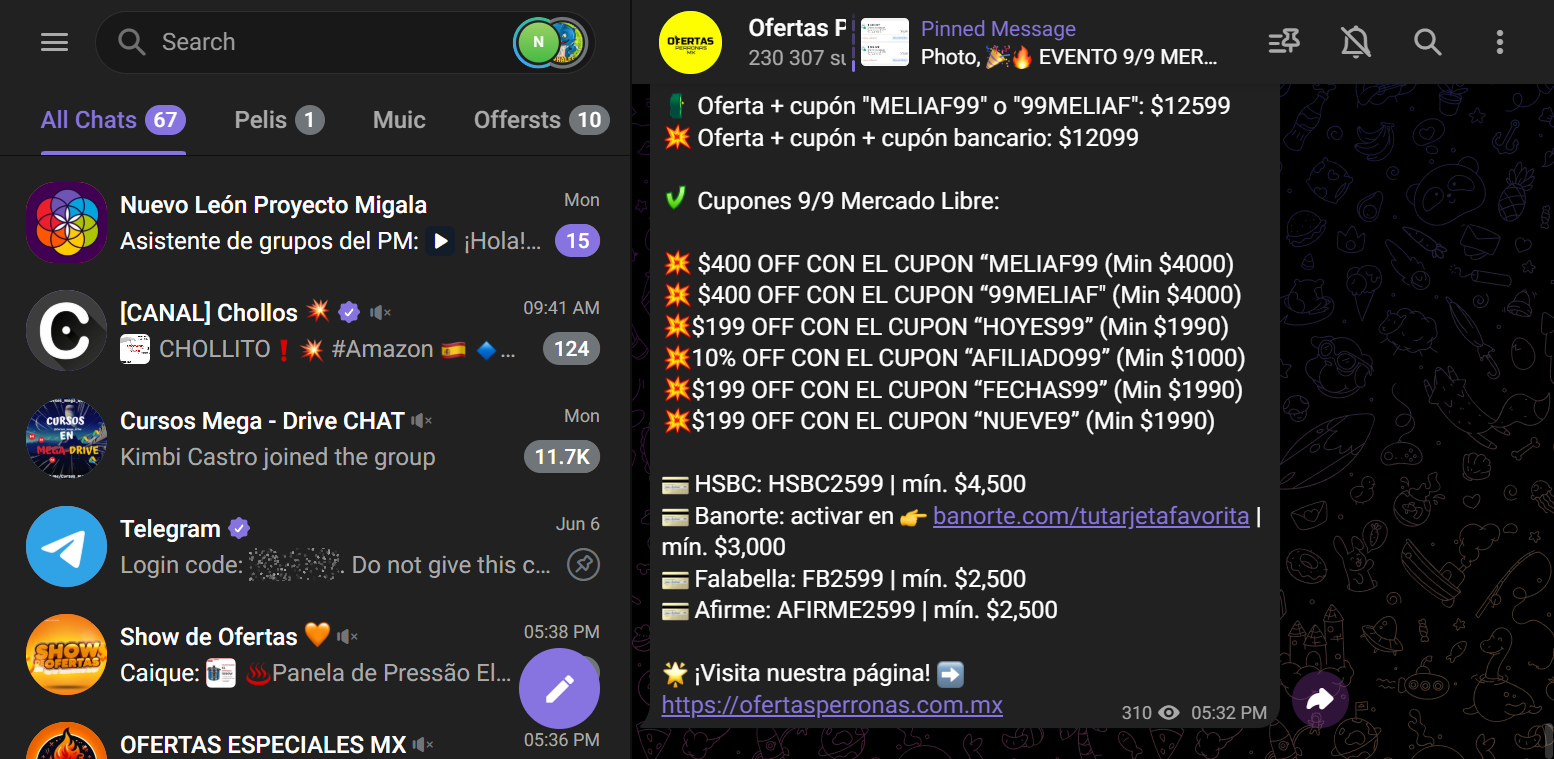 Search
N
All Chats 67
Pelis 1
Muic
Offersts 10
Nuevo León Proyecto Migala
Mon
Asistente de grupos del PM: ¡Hola!...
15
[CANAL] Chollos
09:41 AM
CHOLLITO❗ #Amazon 🇪🇸 🔷...
124
CURSOS
EN
MEGA-DRIVE
Cursos Mega - Drive CHAT
Mon
Kimbi Castro joined the group
11.7K
Telegram
Jun 6
Login code: . Do not give this c...
SHOW
OFERTAS
Show de Ofertas 🧡
05:38 PM
Caique: ♨️Panela de Pressão El...
OFERTAS ESPECIALES MX
05:36 PM
OFERTAS
PERRONAS
MX
Ofertas P
230 307 su
Pinned Message
Photo, 🎉🔥 EVENTO 9/9 MER...
Oferta + cupón "MELIAF99" o "99MELIAF": $12599
💥 Oferta + cupón + cupón bancario: $12099
Cupones 9/9 Mercado Libre:
💥 $400 OFF CON EL CUPON “MELIAF99 (Min $4000)
💥 $400 OFF CON EL CUPON “99MELIAF" (Min $4000)
💥$199 OFF CON EL CUPON “HOYES99” (Min $1990)
💥10% OFF CON EL CUPON “AFILIADO99” (Min $1000)
💥$199 OFF CON EL CUPON “FECHAS99” (Min $1990)
💥$199 OFF CON EL CUPON “NUEVE9” (Min $1990)
💳 HSBC: HSBC2599 | mín. $4,500
💳 Banorte: activar en 👉 banorte.com/tutarjetafavorita |
mín. $3,000
💳 Falabella: FB2599 | mín. $2,500
💳 Afirme: AFIRME2599 | mín. $2,500
🌟 ¡Visita nuestra página! ➡️
https://ofertasperronas.com.mx
310
05:32 PM